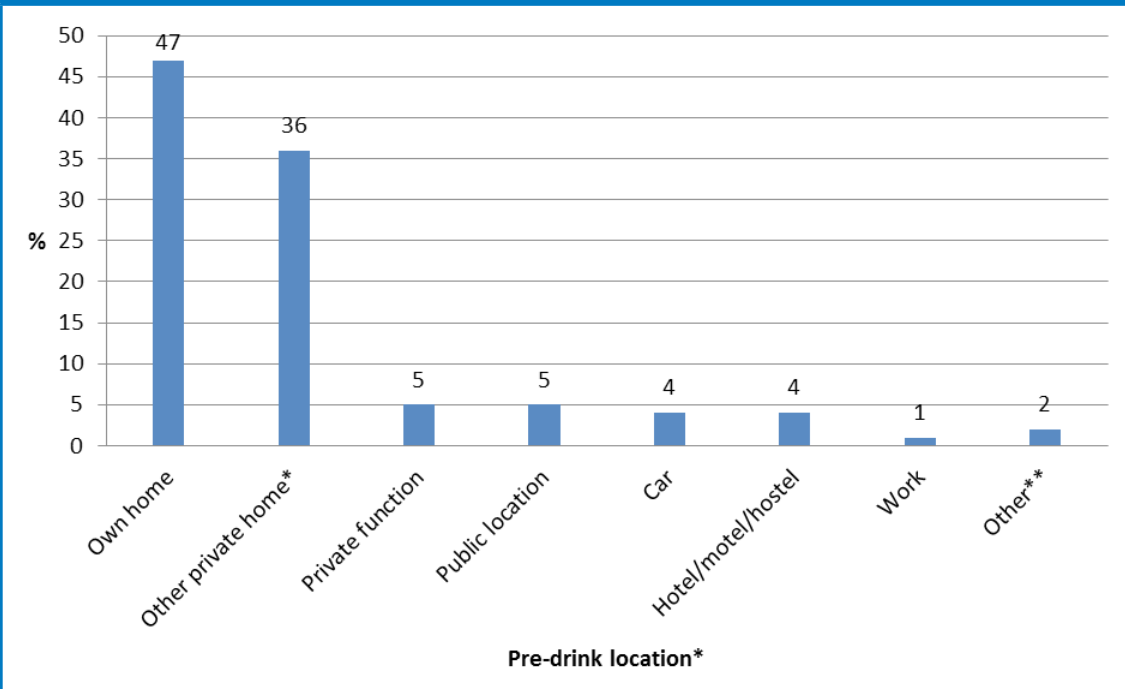 50
45
40
35
30
25
20
15
10
5
0
%
47
36
5
5
4
4
1
2
Own home
Other private home*
Private function
Public location
Car
Hotel/motel/hostel
Work
Other**
Pre-drink location*